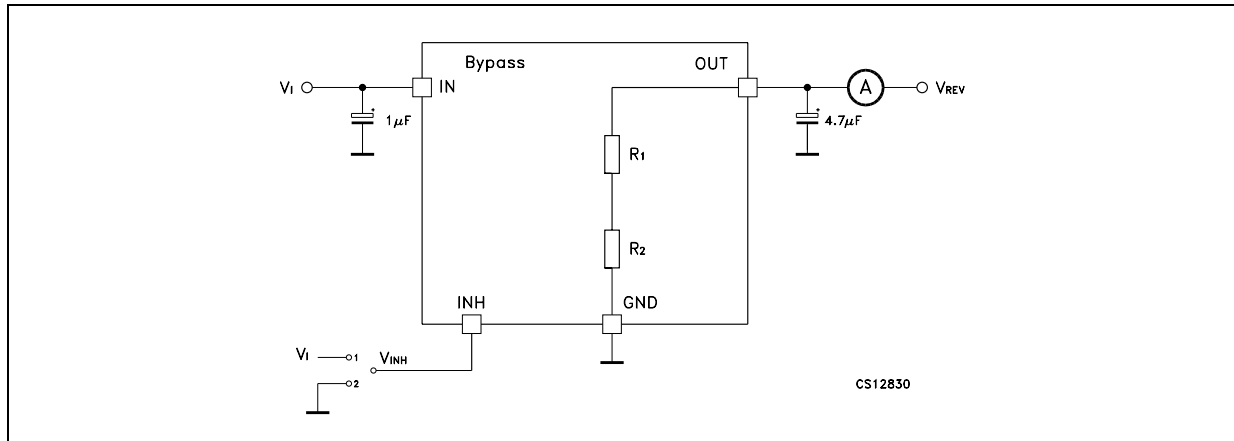 Bypass
OUT
VI
IN
A
VREV
1µF
+
4.7µF
+
R1
R2
INH
GND
VI
1
VINH
2
CS12830